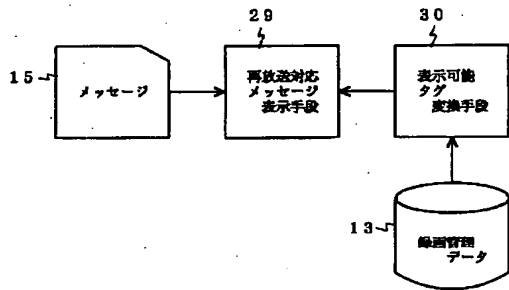 29
30
15
メッセージ
再放送対応
メッセージ
表示手段
表示可能
タグ
変換手段
13
録画管理
データ